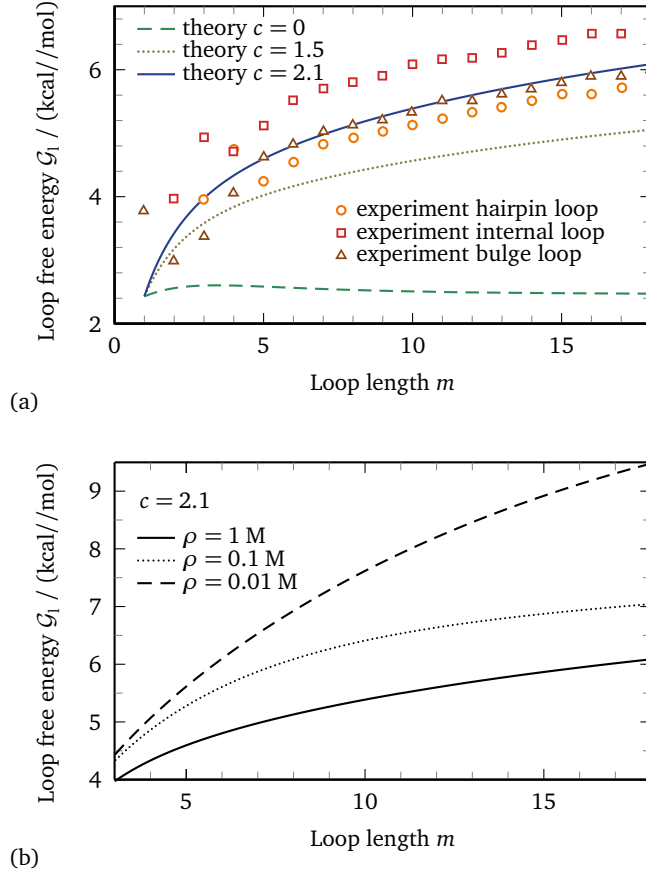 theory c = 0
theory c = 1.5
theory c = 2.1
6
4
2
experiment hairpin loop
experiment internal loop
experiment bulge loop
Loop free energy 𝒢l / (kcal//mol)
0
5
10
15
Loop length m
(a)
9
8
7
6
5
4
c = 2.1
ρ = 1 M
ρ = 0.1 M
ρ = 0.01 M
Loop free energy 𝒢l / (kcal//mol)
5
10
15
Loop length m
(b)